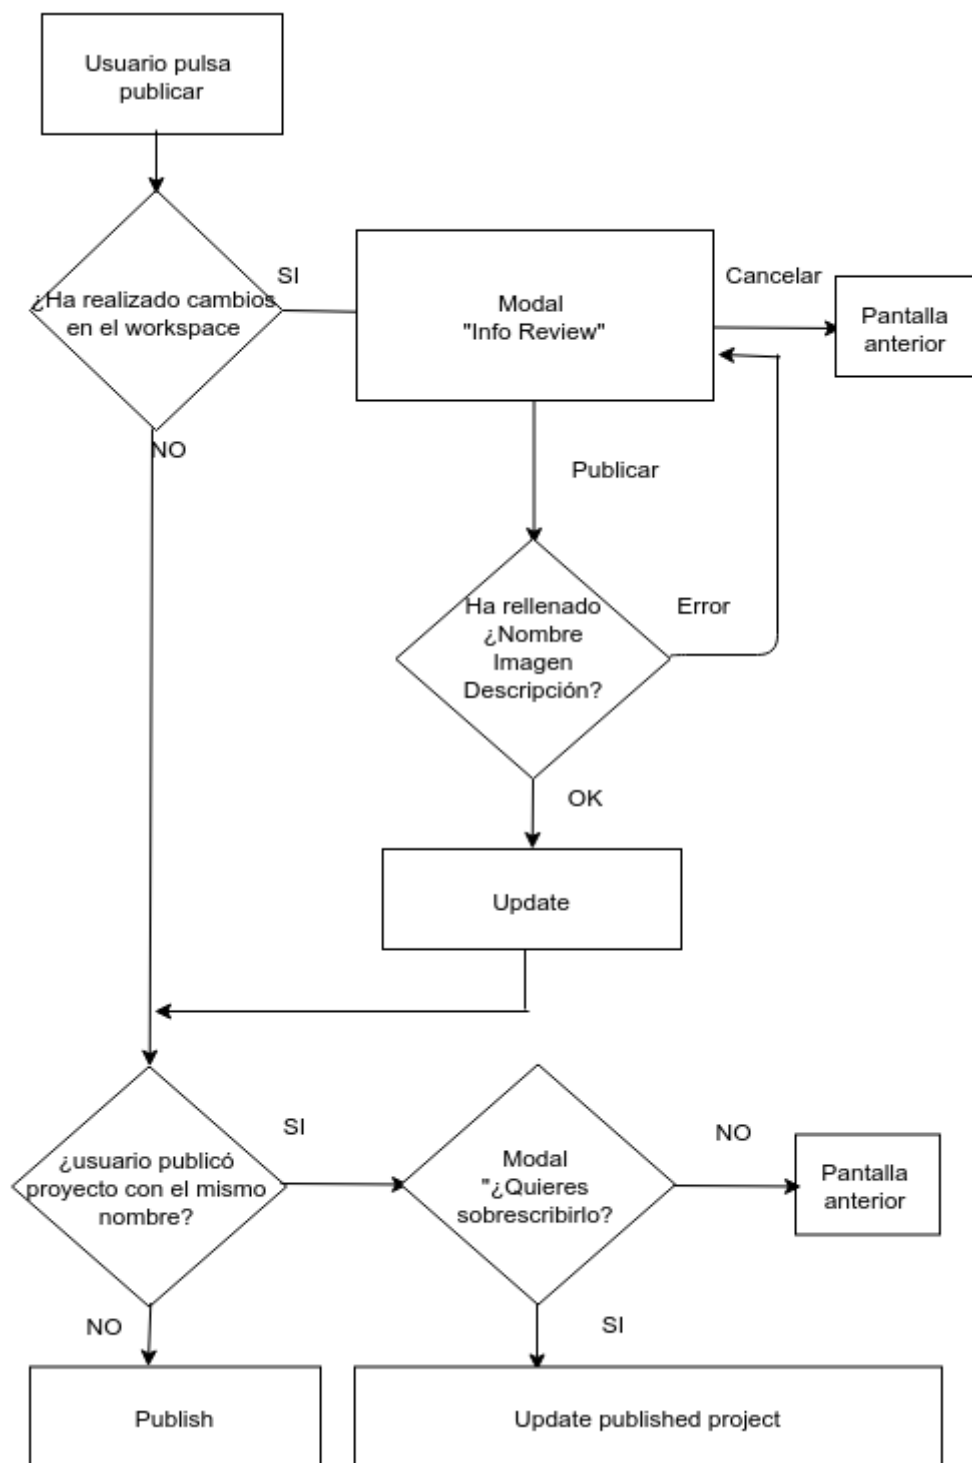 Usuario pulsa
publicar
¿Ha realizado cambios
en el workspace
SI
Modal
"Info Review"
Cancelar
Pantalla
anterior
NO
Publicar
Ha rellenado
¿Nombre
Imagen
Descripción?
Error
OK
Update
¿usuario publicó
proyecto con el mismo
nombre?
SI
Modal
"¿Quieres
sobrescribirlo?
NO
Pantalla
anterior
NO
SI
Publish
Update published project